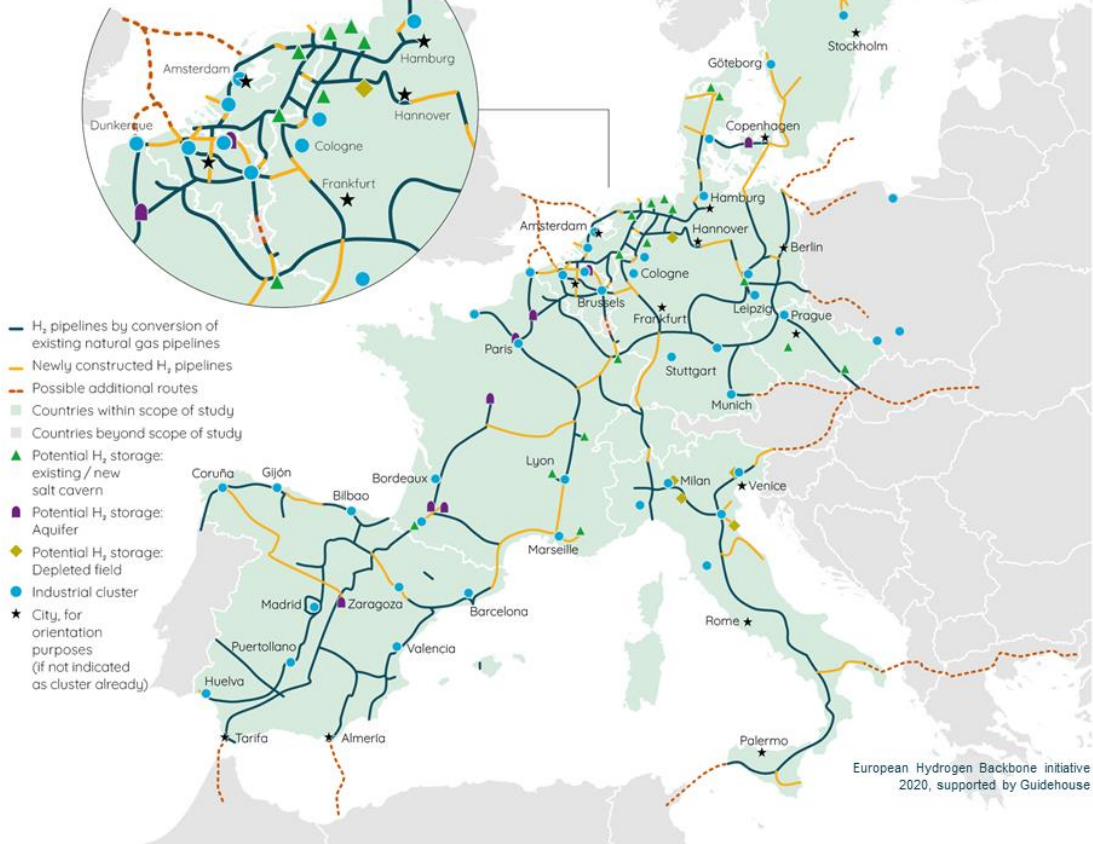 Amsterdam
Hamburg
Hannover
Dunkerque
Cologne
Frankfurt
Stockholm
Göteborg
Copenhagen
Hamburg
Amsterdam
Hannover
Berlin
Cologne
Brussels
Leipzig
Frankfurt
Prague
Paris
Stuttgart
Munich
Lyon
Milan
Venice
Bordeaux
Marseille
Coruña
Gijón
Bilbao
Madrid
Zaragoza
Barcelona
Puertollano
Valencia
Huelva
Tarifa
Almería
Rome
Palermo
H₂ pipelines by conversion of
existing natural gas pipelines
Newly constructed H₂ pipelines
Possible additional routes
Countries within scope of study
Countries beyond scope of study
Potential H₂ storage:
existing / new
salt cavern
Potential H₂ storage:
Aquifer
Potential H₂ storage:
Depleted field
Industrial cluster
City, for
orientation
purposes
(if not indicated
as cluster already)
European Hydrogen Backbone initiative
2020, supported by Guidehouse